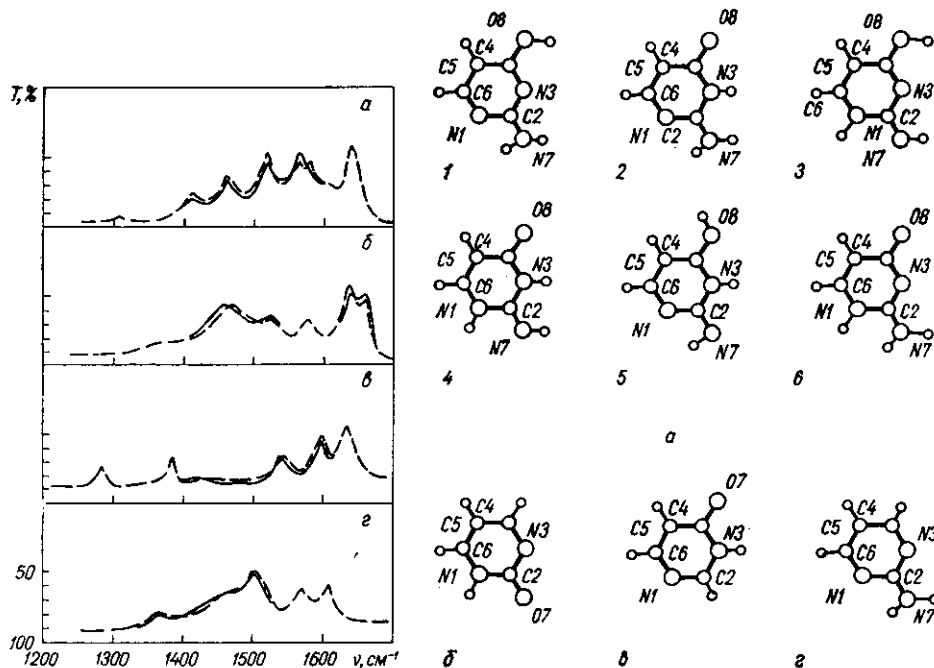 T,%
а
б
в
г
50
100
1200 1300 1400 1500 1600 ν, см⁻¹
O8
C4
C5
C6
N3
N1
C2
N7
1
O8
C4
C5
C6
N3
N1
C2
N7
2
O8
C4
C5
C6
N3
N1
C2
N7
3
O8
C4
C5
C6
N3
N1
C2
N7
4
O8
C4
C5
C6
N3
N1
C2
N7
5
O8
C4
C5
C6
N3
N1
C2
N7
6
а
C4
C5
C6
N3
N1
C2
O7
б
O7
C4
C5
C6
N3
N1
C2
в
C4
C5
C6
N3
N1
C2
N7
г